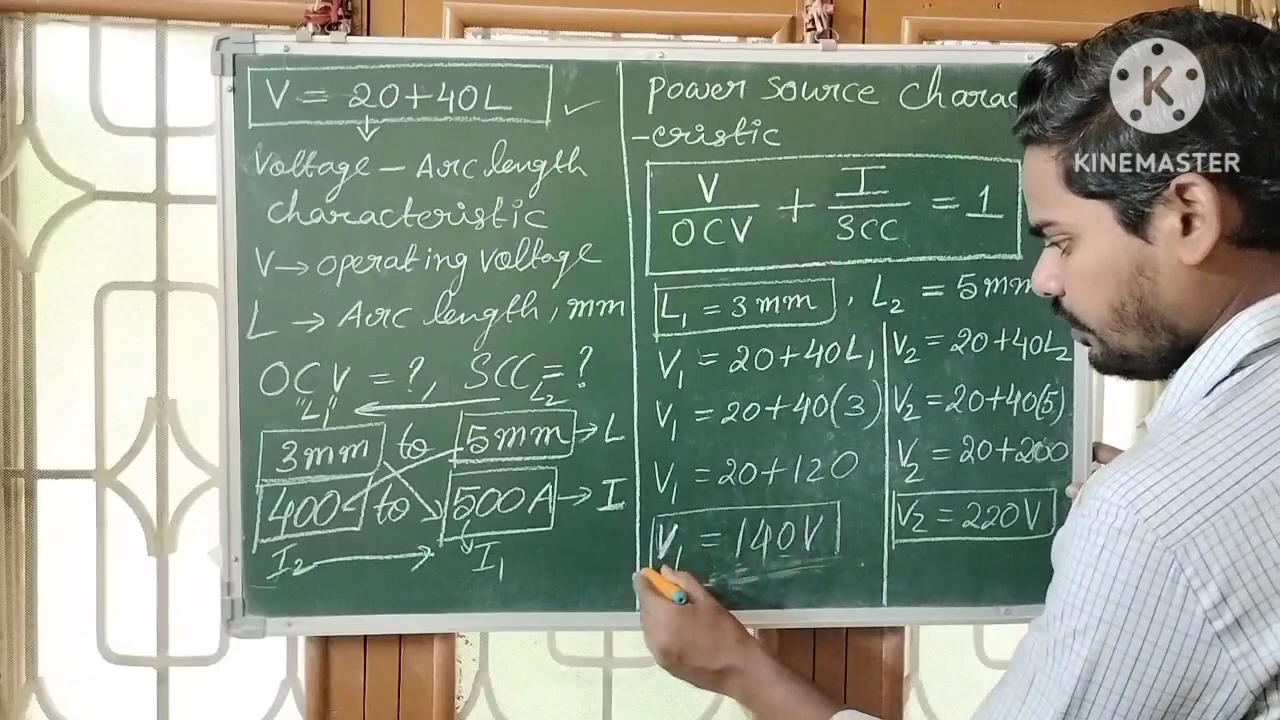 V = 20+40L
Voltage - Arc length
characteristic
V → operating voltage
L → Arc length, mm
OCV = ?, SCC = ?
"L1" L2
3mm to 5mm → L
400 to 500A → I
I2 I1
Power source charac
-eristic
V/OCV + I/SCC = 1
L1 = 3mm, L2 = 5mm
V1 = 20+40L1
V1 = 20+40(3)
V1 = 20+120
V1 = 140V
V2 = 20+40L2
V2 = 20+40(5)
V2 = 20+200
V2 = 220V
K
KINEMASTER